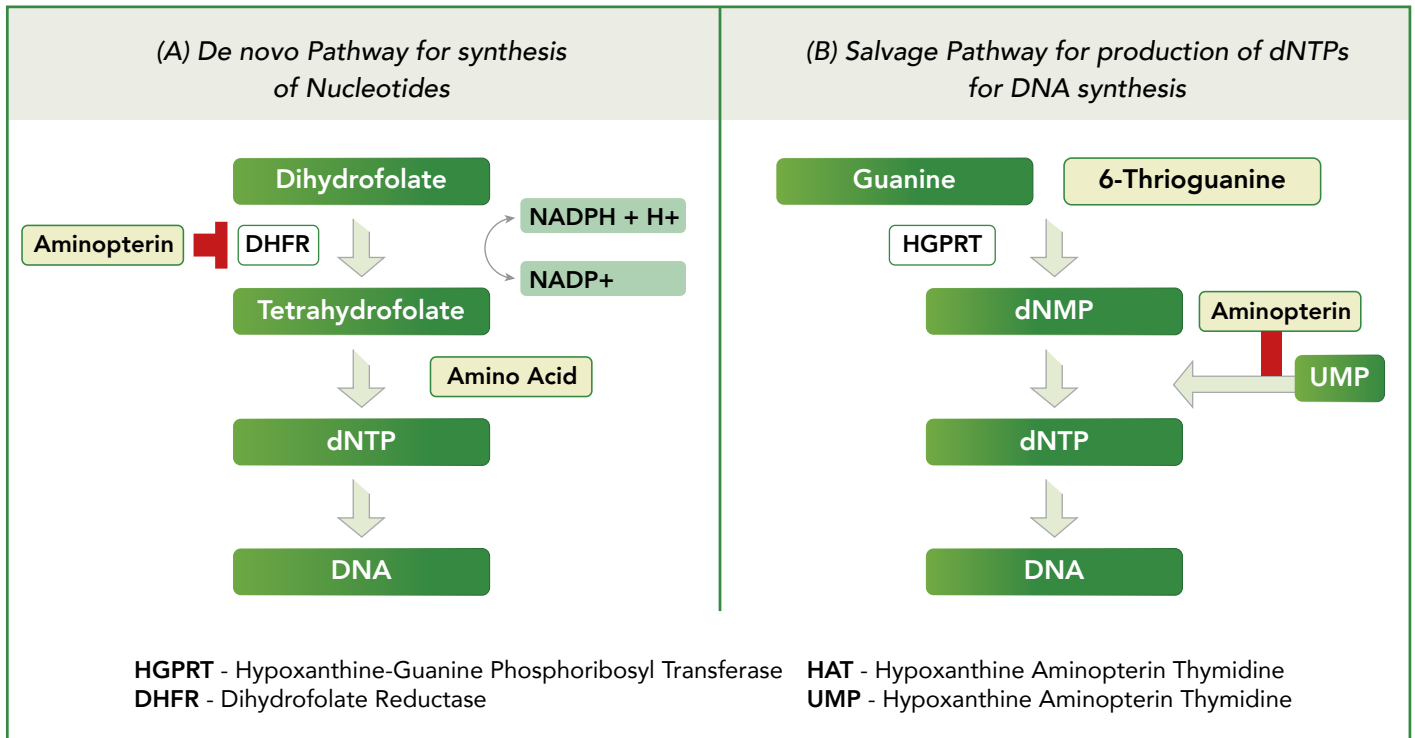 (A) De novo Pathway for synthesis
of Nucleotides
Dihydrofolate
Aminopterin
DHFR
NADPH + H+
NADP+
Tetrahydrofolate
Amino Acid
dNTP
DNA
(B) Salvage Pathway for production of dNTPs
for DNA synthesis
Guanine
6-Thrioguanine
HGPRT
dNMP
Aminopterin
UMP
dNTP
DNA
HGPRT - Hypoxanthine-Guanine Phosphoribosyl Transferase
DHFR - Dihydrofolate Reductase
HAT - Hypoxanthine Aminopterin Thymidine
UMP - Hypoxanthine Aminopterin Thymidine